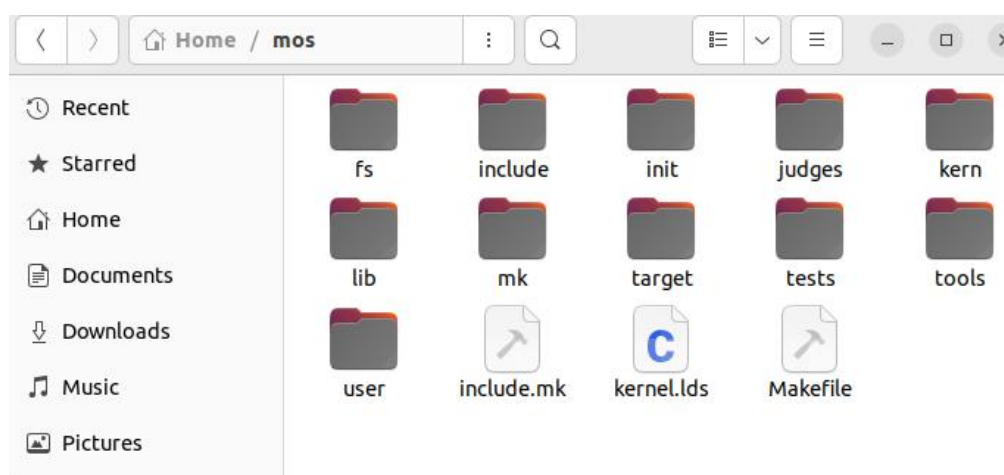 Home / mos
Recent
Starred
Home
Documents
Downloads
Music
Pictures
fs include init judges kern
lib mk target tests tools
user include.mk kernel.lds Makefile